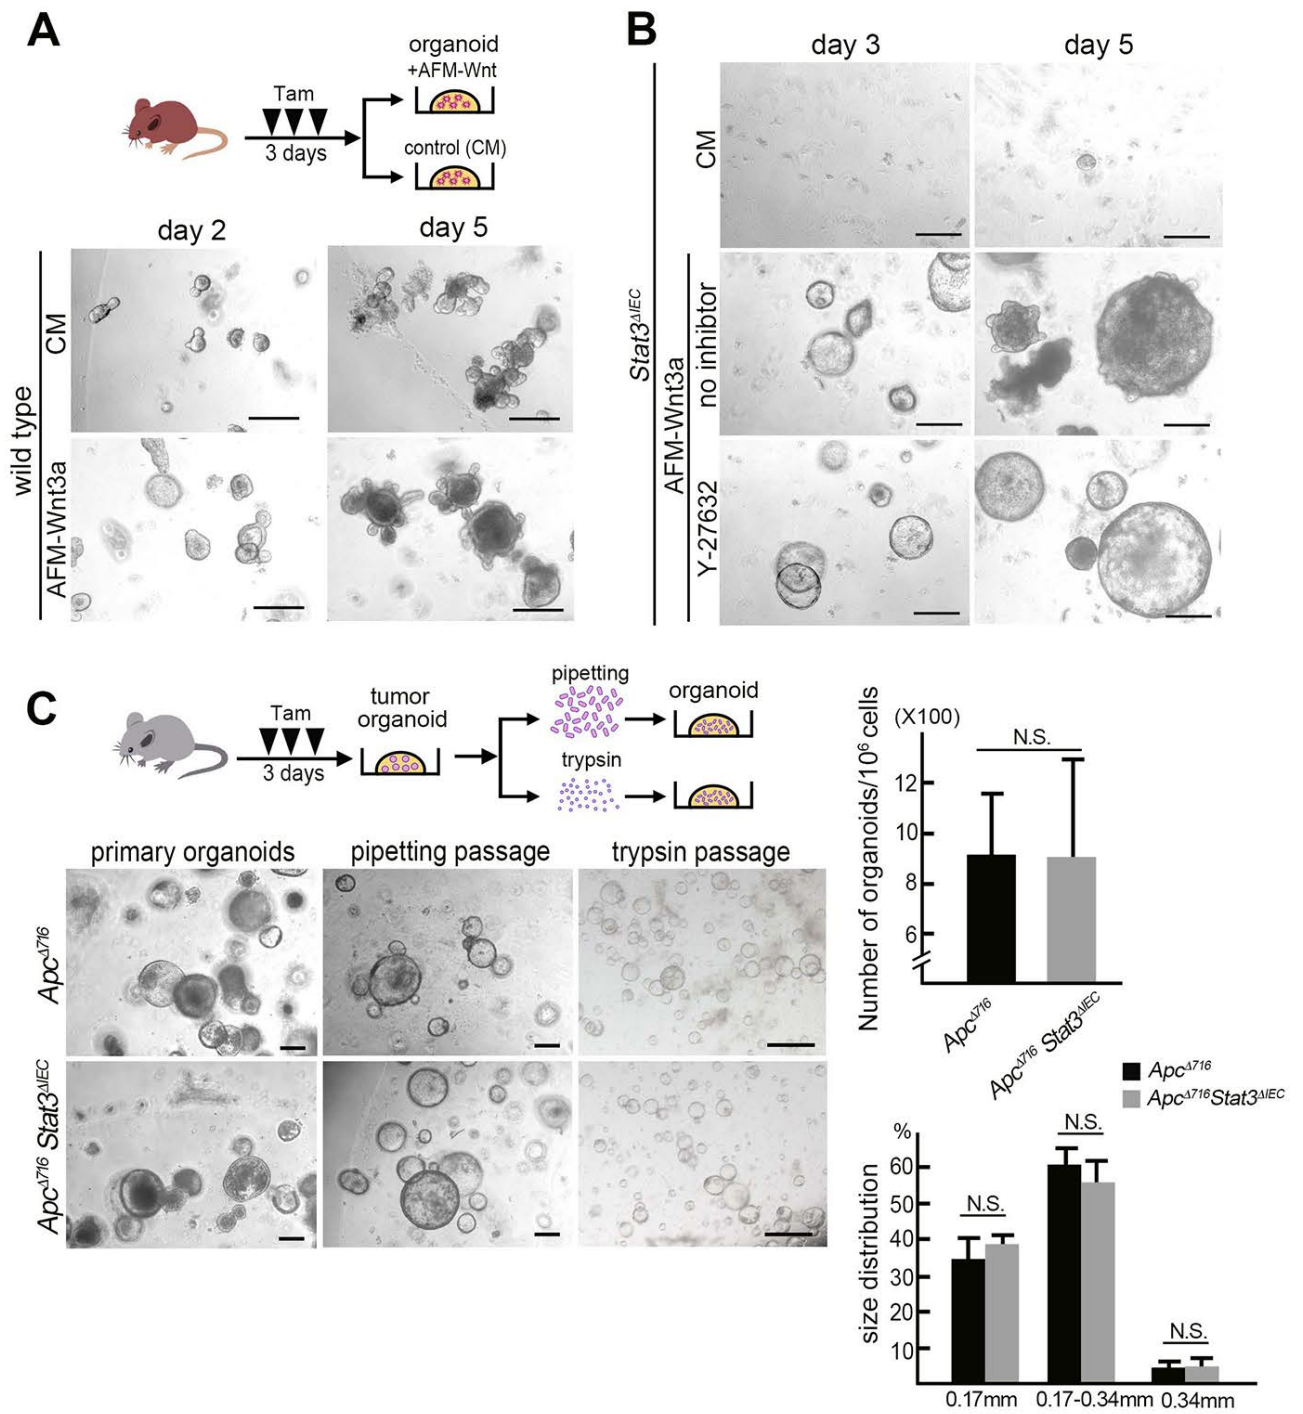 A
organoid
+AFM-Wnt
Tam
3 days
control (CM)
day 2
day 5
wild type
CM
AFM-Wnt3a
B
day 3
day 5
Stat3ΔIEC
CM
AFM-Wnt3a
no inhibtor
Y-27632
C
Tam
3 days
tumor
organoid
pipetting
trypsin
organoid
primary organoids
pipetting passage
trypsin passage
ApcΔ716
ApcΔ716 Stat3ΔIEC
(X100)
Number of organoids/10⁶ cells
N.S.
12
10
8
6
ApcΔ716
ApcΔ716 Stat3ΔIEC
ApcΔ716
ApcΔ716Stat3ΔIEC
%
size distribution
60
50
40
30
20
10
N.S.
N.S.
N.S.
0.17mm
0.17-0.34mm
0.34mm